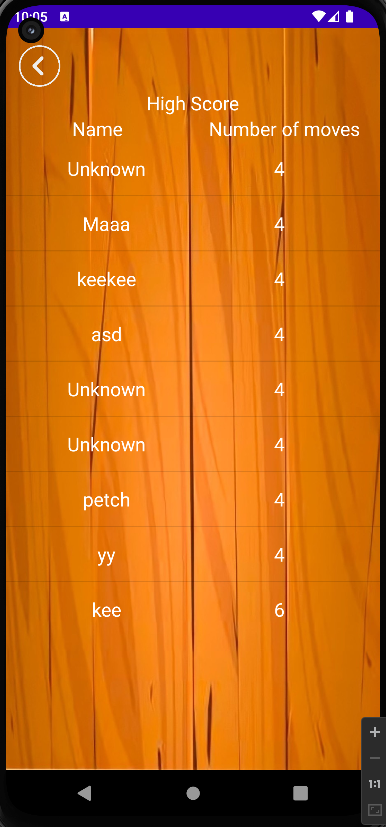 10:05 A
High Score
Name Number of moves
Unknown 4
Maaa 4
keekee 4
asd 4
Unknown 4
Unknown 4
petch 4
yy 4
kee 6
1:1